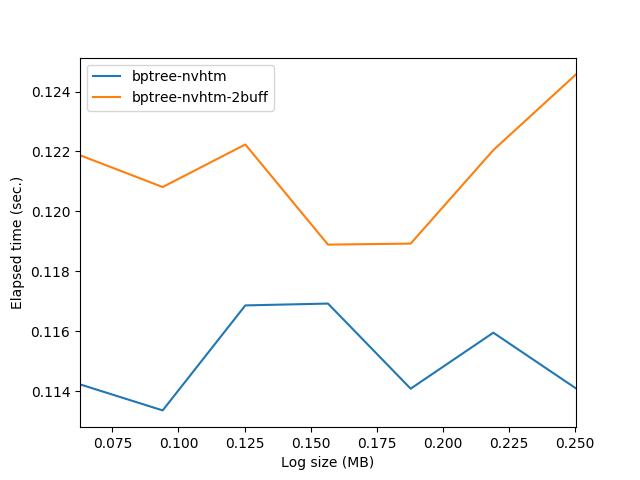 bptree-nvhtm
bptree-nvhtm-2buff
0.124
0.122
0.120
0.118
0.116
0.114
Elapsed time (sec.)
0.075 0.100 0.125 0.150 0.175 0.200 0.225 0.250
Log size (MB)